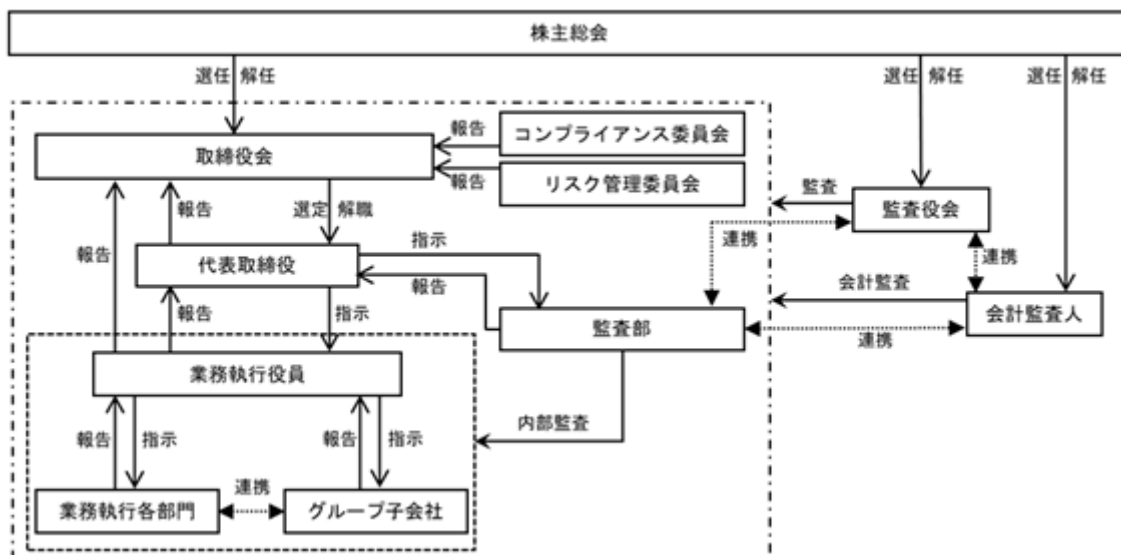 株主総会
選任 解任
選任 解任
選任 解任
コンプライアンス委員会
報告
取締役会
報告
リスク管理委員会
監査
監査役会
報告
選定 解職
連携
指示
報告
代表取締役
報告
連携
会計監査
報告
指示
監査部
会計監査人
連携
業務執行役員
内部監査
報告
指示
報告
指示
連携
業務執行各部門
グループ子会社